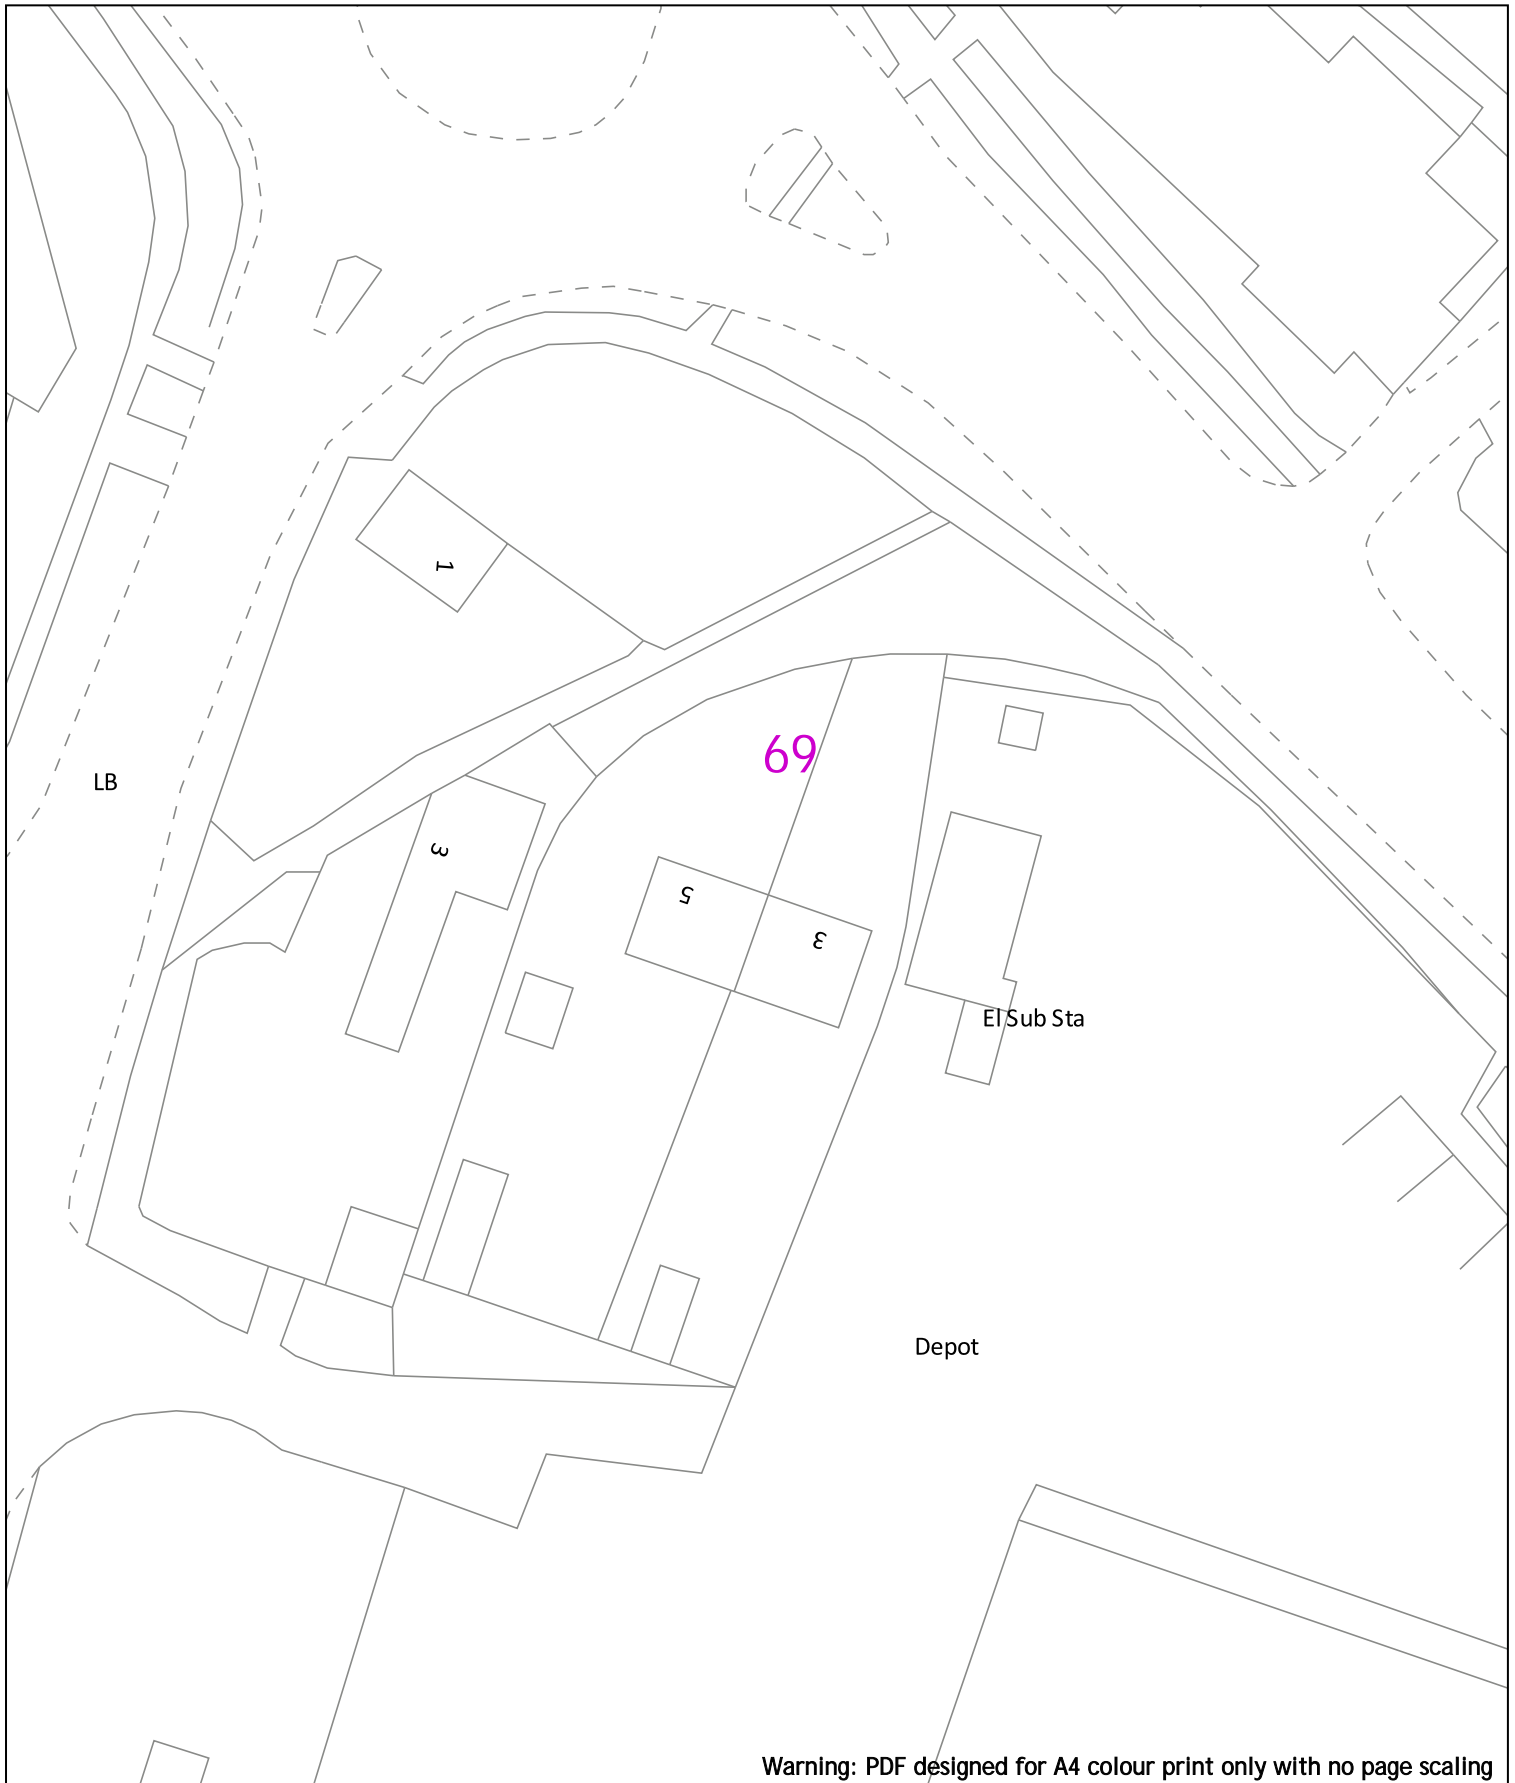 1
69
LB
3
5
3
El Sub Sta
Depot
Warning: PDF designed for A4 colour print only with no page scaling